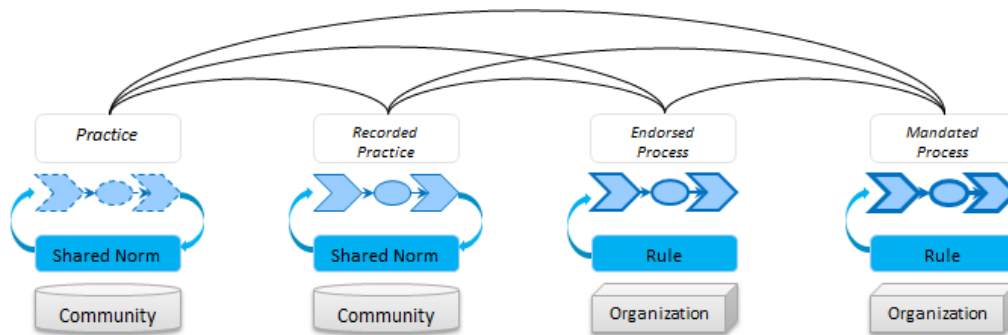 Practice
Recorded
Practice
Endorsed
Process
Mandated
Process
Shared Norm
Shared Norm
Rule
Rule
Community
Community
Organization
Organization